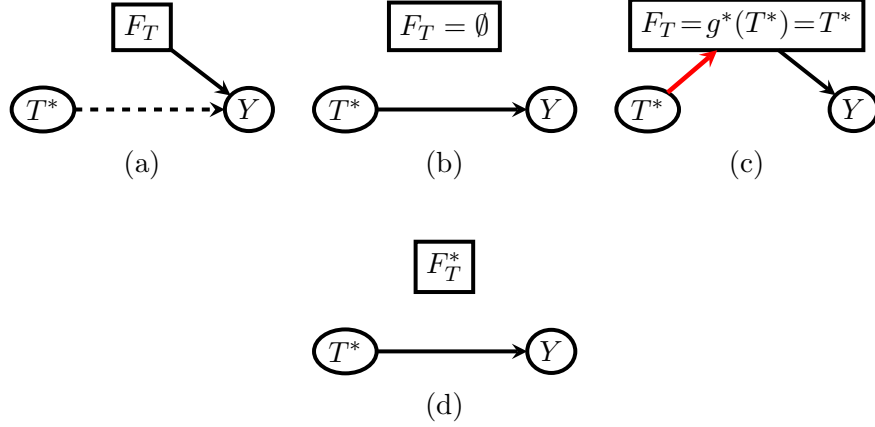 F_T F_T = ∅ F_T = g*(T*) = T*
T* Y T* Y T* Y
(a) (b) (c)
F*_T
T* Y
(d)